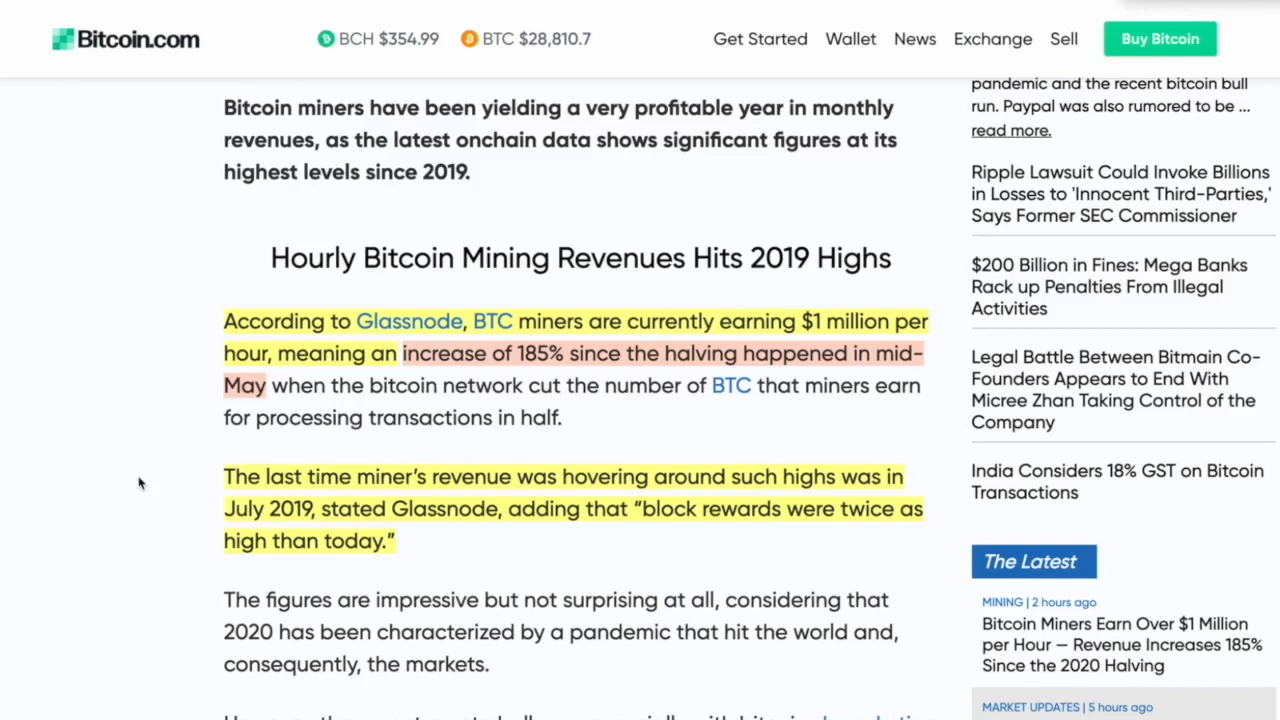 Bitcoin.com
BCH $354.99
BTC $28,810.7
Get Started
Wallet
News
Exchange
Sell
Buy Bitcoin
Bitcoin miners have been yielding a very profitable year in monthly
revenues, as the latest onchain data shows significant figures at its
highest levels since 2019.
Hourly Bitcoin Mining Revenues Hits 2019 Highs
According to Glassnode, BTC miners are currently earning $1 million per
hour, meaning an increase of 185% since the halving happened in mid-
May when the bitcoin network cut the number of BTC that miners earn
for processing transactions in half.
The last time miner’s revenue was hovering around such highs was in
July 2019, stated Glassnode, adding that “block rewards were twice as
high than today.”
The figures are impressive but not surprising at all, considering that
2020 has been characterized by a pandemic that hit the world and,
consequently, the markets.
pandemic and the recent bitcoin bull
run. Paypal was also rumored to be ...
read more.
Ripple Lawsuit Could Invoke Billions
in Losses to 'Innocent Third-Parties,'
Says Former SEC Commissioner
$200 Billion in Fines: Mega Banks
Rack up Penalties From Illegal
Activities
Legal Battle Between Bitmain Co-
Founders Appears to End With
Micree Zhan Taking Control of the
Company
India Considers 18% GST on Bitcoin
Transactions
The Latest
MINING | 2 hours ago
Bitcoin Miners Earn Over $1 Million
per Hour — Revenue Increases 185%
Since the 2020 Halving
MARKET UPDATES | 5 hours ago